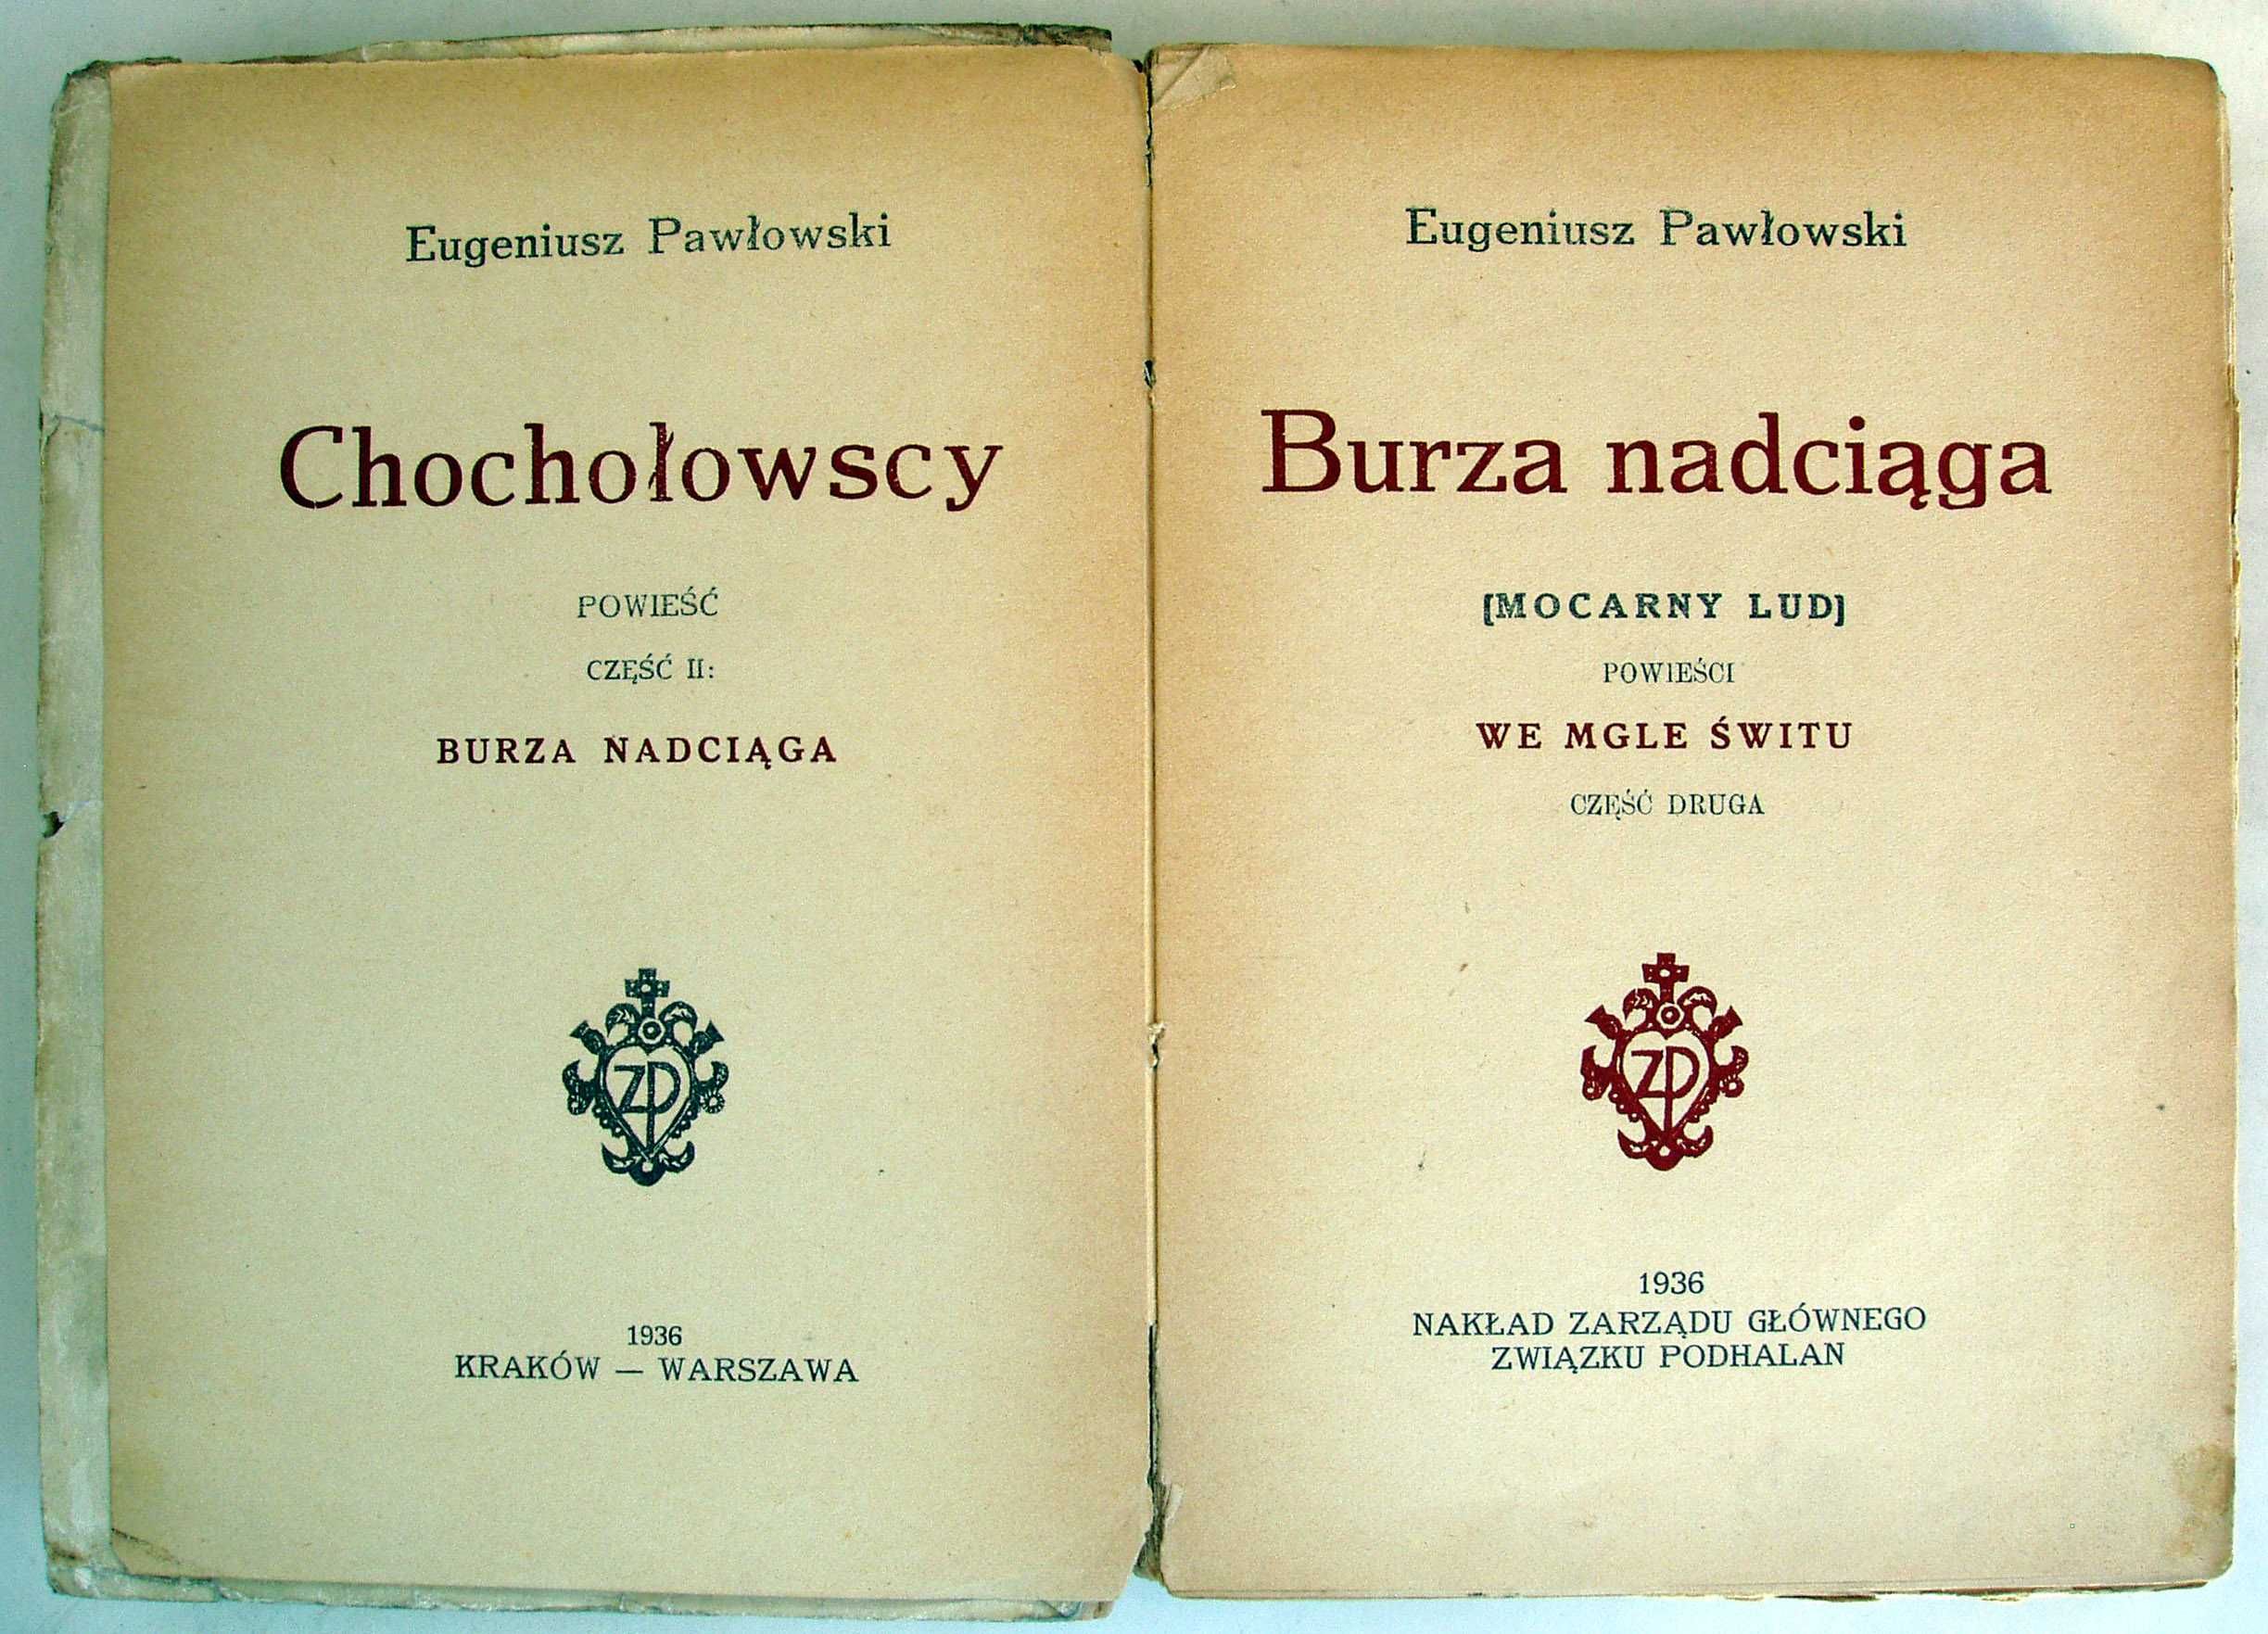 Eugeniusz Pawłowski
Chochołowscy
POWIEŚĆ
CZĘŚĆ II:
BURZA NADCIĄGA
ZP
1936
KRAKÓW — WARSZAWA
Eugeniusz Pawłowski
Burza nadciąga
[MOCARNY LUD]
POWIEŚCI
WE MGLE ŚWITU
CZĘŚĆ DRUGA
ZP
1936
NAKŁAD ZARZĄDU GŁÓWNEGO
ZWIĄZKU PODHALAN